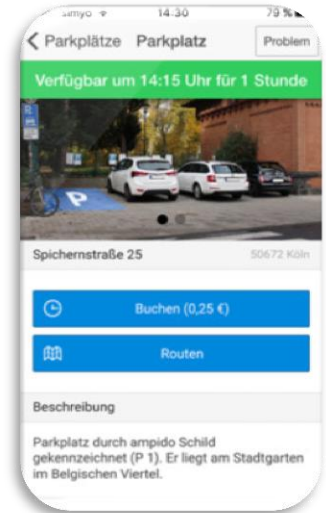 simyo 14:30 79 %
Parkplätze Parkplatz Problem
Verfügbar um 14:15 Uhr für 1 Stunde
P
Spichernstraße 25 50672 Köln
Buchen (0,25 €)
Routen
Beschreibung
Parkplatz durch ampido Schild
gekennzeichnet (P 1). Er liegt am Stadtgarten
im Belgischen Viertel.